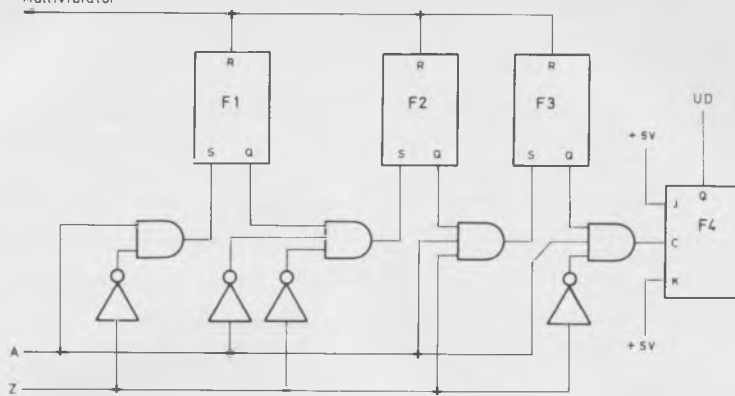 Multivibrator
R
R
R
F1
F2
F3
UD
+5V
S Q
S Q
S Q
Q
J
F4
C
K
+5V
A
Z